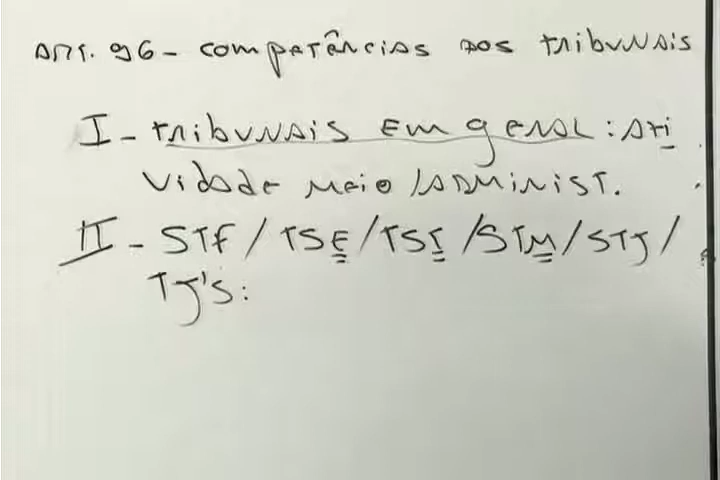 Art. 96 - competências dos tribunais
I - tribunais em geral: ati
vidade meio / administ.
II - STF / TSE / TST / STM / STJ /
TJ's: